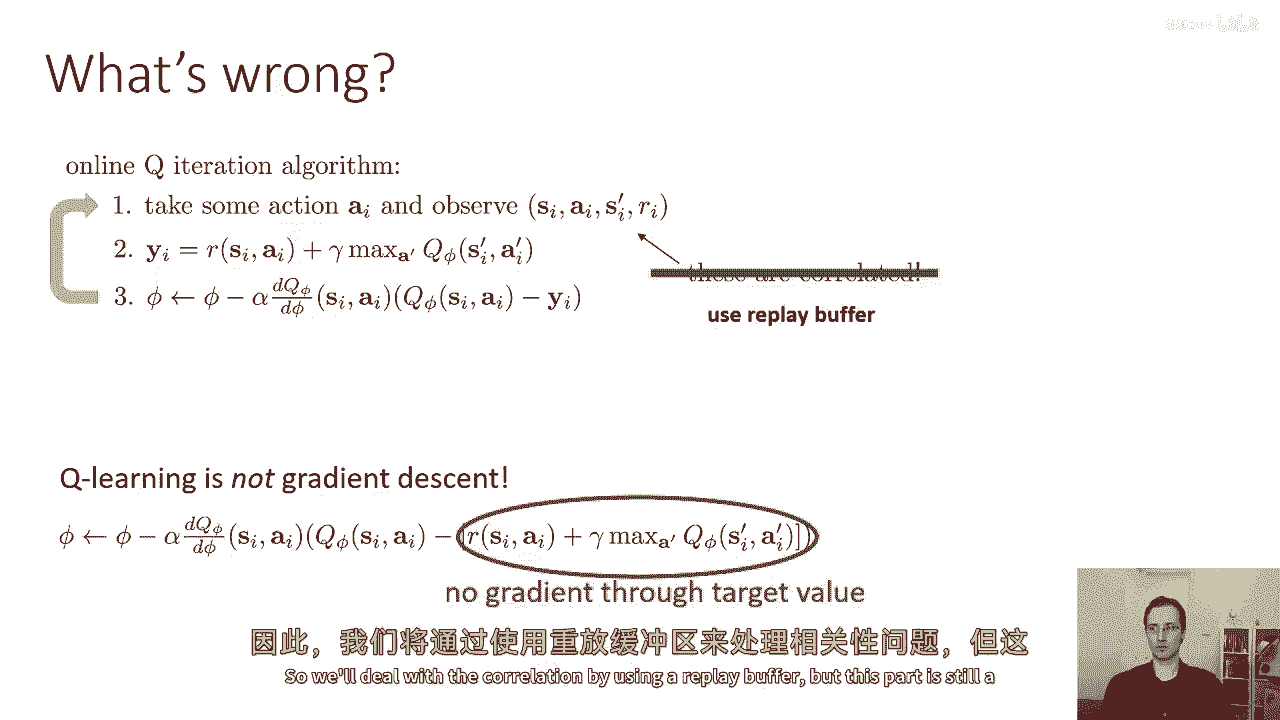 What's wrong?
online Q iteration algorithm:
1. take some action $\mathbf{a}_i$ and observe $(\mathbf{s}_i, \mathbf{a}_i, \mathbf{s}'_i, r_i)$
2. $\mathbf{y}_i = r(\mathbf{s}_i, \mathbf{a}_i) + \gamma \max_{\mathbf{a}'} Q_\phi(\mathbf{s}'_i, \mathbf{a}'_i)$
3. $\phi \leftarrow \phi - \alpha \frac{dQ_\phi}{d\phi}(\mathbf{s}_i, \mathbf{a}_i)(Q_\phi(\mathbf{s}_i, \mathbf{a}_i) - \mathbf{y}_i)$
these are correlated!
use replay buffer
Q-learning is not gradient descent!
$\phi \leftarrow \phi - \alpha \frac{dQ_\phi}{d\phi}(\mathbf{s}_i, \mathbf{a}_i)(Q_\phi(\mathbf{s}_i, \mathbf{a}_i) - [r(\mathbf{s}_i, \mathbf{a}_i) + \gamma \max_{\mathbf{a}'} Q_\phi(\mathbf{s}'_i, \mathbf{a}'_i)])$
no gradient through target value
因此，我们将通过使用重放缓冲区来处理相关性问题，但这
So we'll deal with the correlation by using a replay buffer, but this part is still a